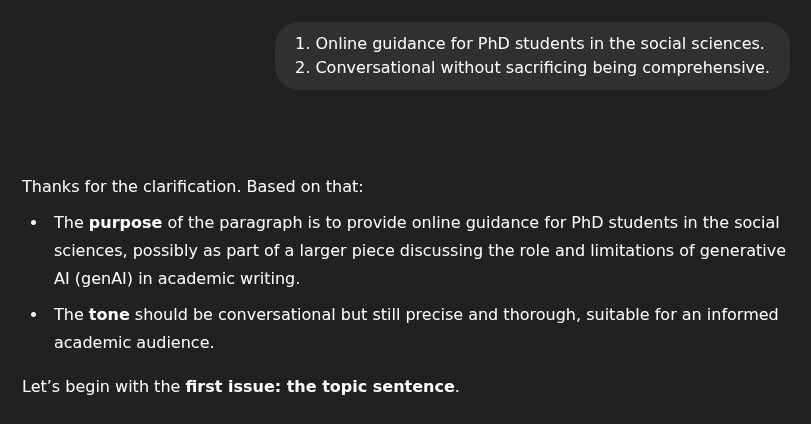 1. Online guidance for PhD students in the social sciences.
2. Conversational without sacrificing being comprehensive.
Thanks for the clarification. Based on that:
• The purpose of the paragraph is to provide online guidance for PhD students in the social
sciences, possibly as part of a larger piece discussing the role and limitations of generative
AI (genAI) in academic writing.
• The tone should be conversational but still precise and thorough, suitable for an informed
academic audience.
Let’s begin with the first issue: the topic sentence.